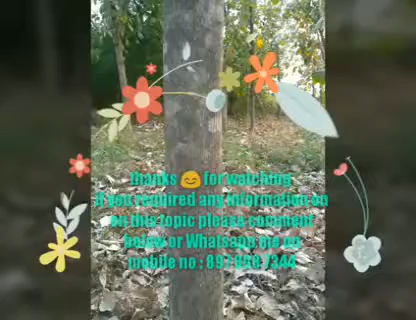 thanks 😊 for watching
if you required any information on
on this topic please comment
below or Whatsapp me on
mobile no :